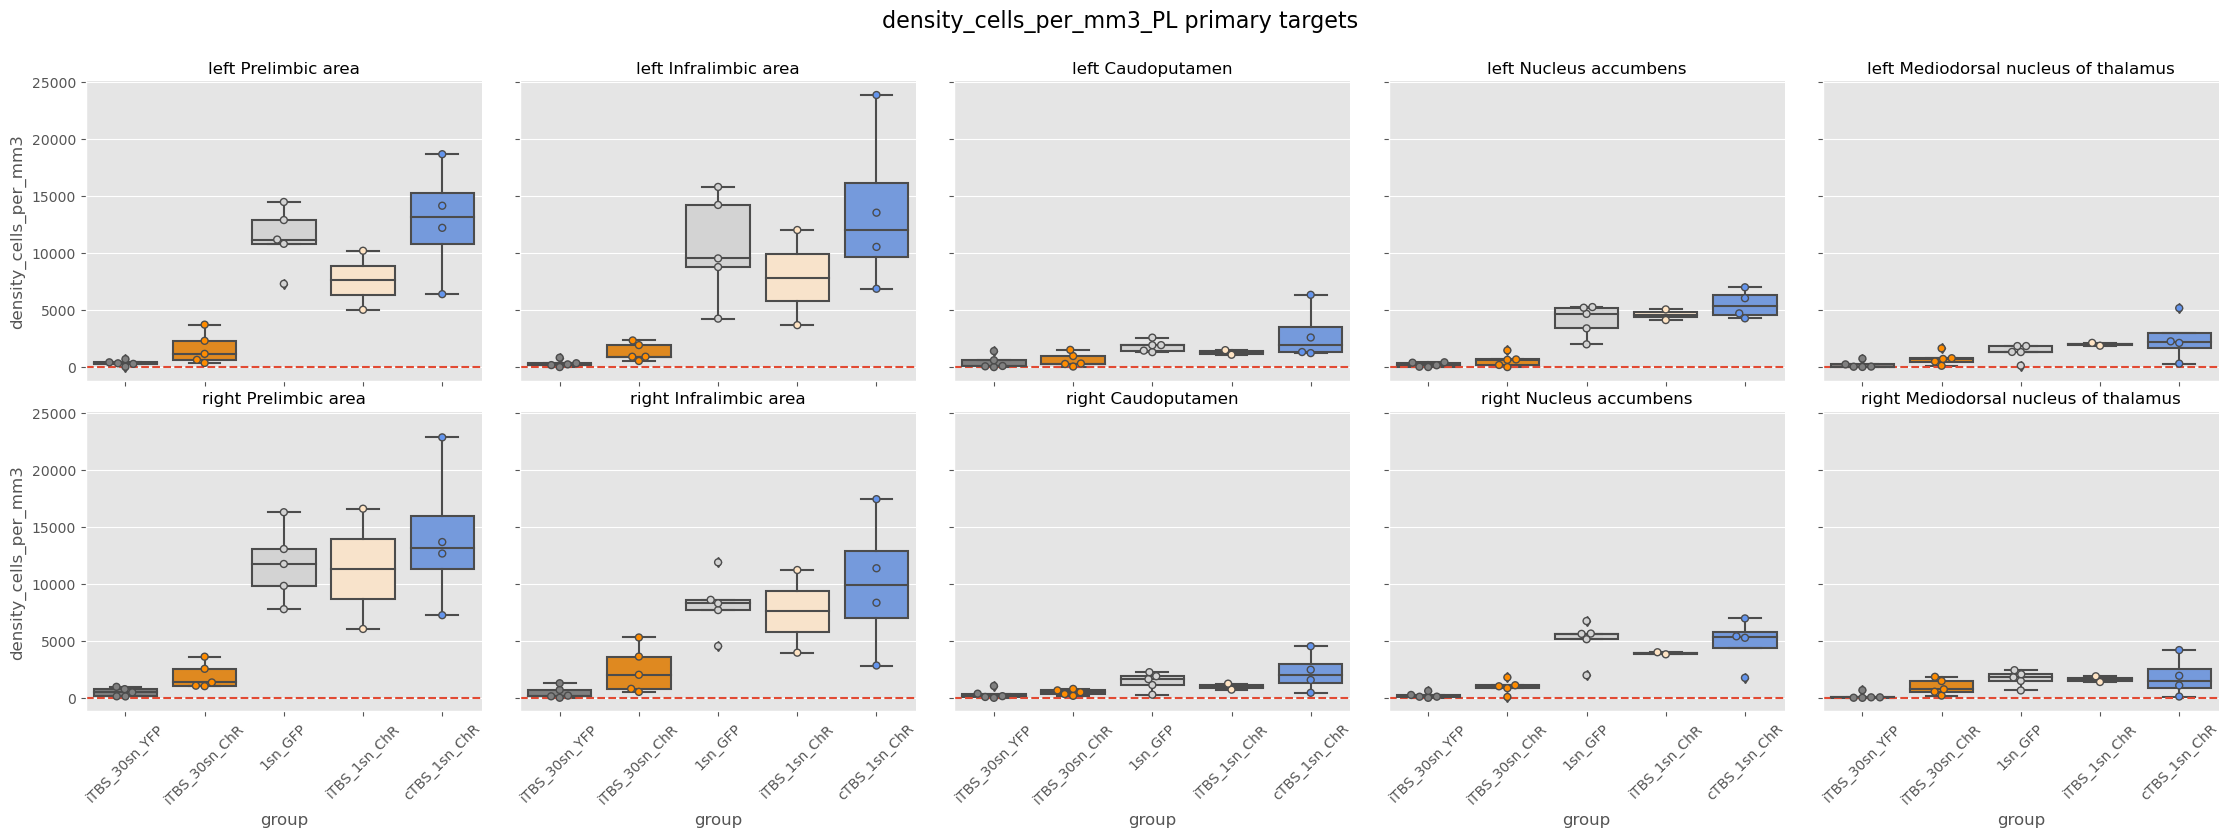 density_cells_per_mm3_PL primary targets
left Prelimbic area
left Infralimbic area
left Caudoputamen
left Nucleus accumbens
left Mediodorsal nucleus of thalamus
density_cells_per_mm3
25000
20000
15000
10000
5000
0
right Prelimbic area
right Infralimbic area
right Caudoputamen
right Nucleus accumbens
right Mediodorsal nucleus of thalamus
density_cells_per_mm3
25000
20000
15000
10000
5000
0
iTBS_30sn_YFP
iTBS_30sn_ChR
1sn_GFP
iTBS_1sn_ChR
cTBS_1sn_ChR
iTBS_30sn_YFP
iTBS_30sn_ChR
1sn_GFP
iTBS_1sn_ChR
cTBS_1sn_ChR
iTBS_30sn_YFP
iTBS_30sn_ChR
1sn_GFP
iTBS_1sn_ChR
cTBS_1sn_ChR
iTBS_30sn_YFP
iTBS_30sn_ChR
1sn_GFP
iTBS_1sn_ChR
cTBS_1sn_ChR
iTBS_30sn_YFP
iTBS_30sn_ChR
1sn_GFP
iTBS_1sn_ChR
cTBS_1sn_ChR
group
group
group
group
group